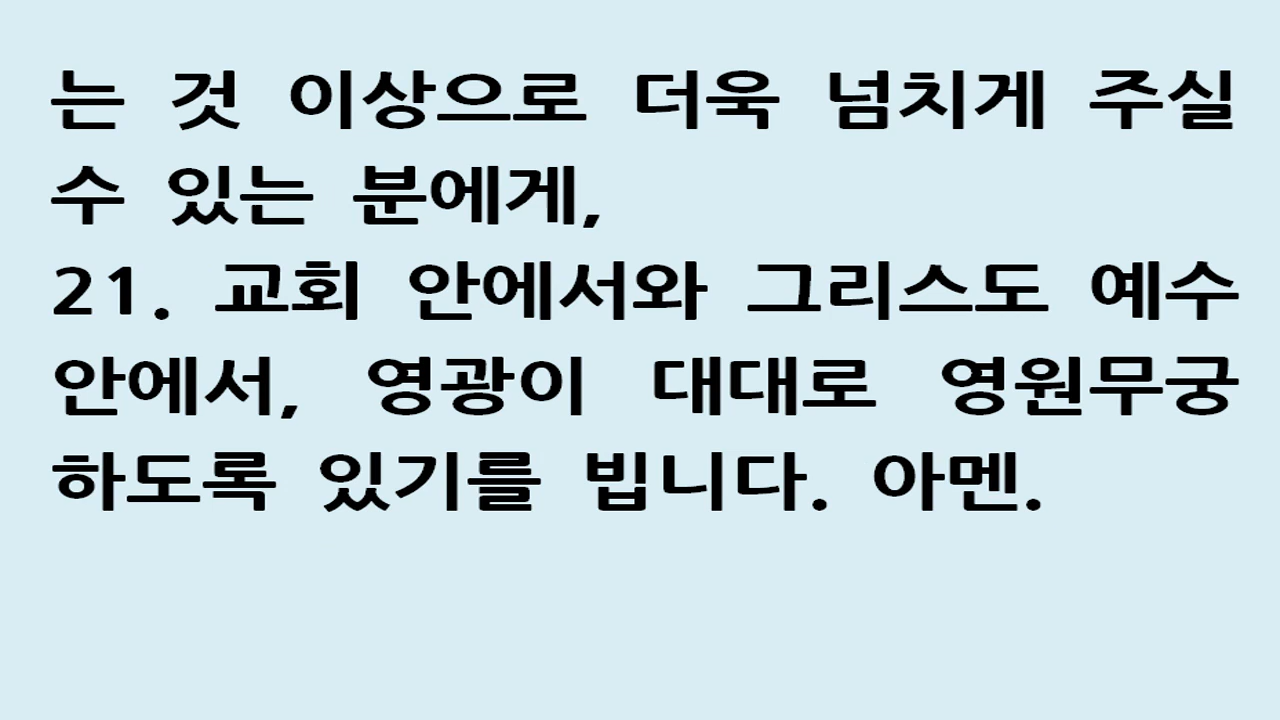 는 것 이상으로 더욱 넘치게 주실
수 있는 분에게,
21. 교회 안에서와 그리스도 예수
안에서, 영광이 대대로 영원무궁
하도록 있기를 빕니다. 아멘.